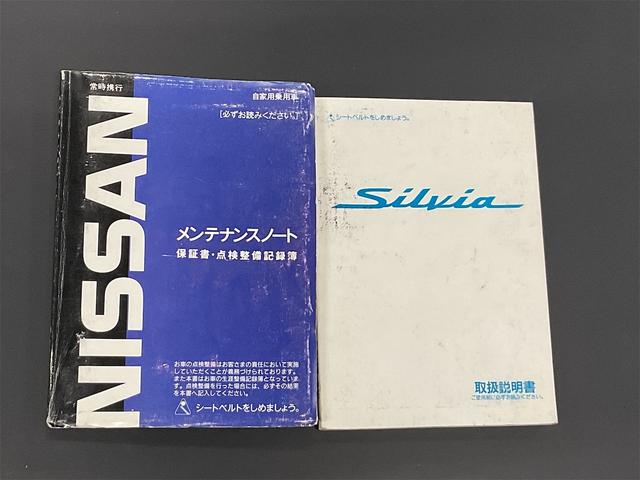 NISSAN
常時携行
自家用乗用車
[必ずお読みください。]
メンテナンスノート
保証書・点検整備記録簿
お車の点検整備はお客さまの責任において実施
していただくことが義務づけられております。
また本書はお車の生涯整備記録簿となっていま
す。点検整備を行った場合には、必ずその結果
を本書へ記入してください。
シートベルトをしめましょう。
シートベルトをしめましょう。
Silvia
取扱説明書
ご使用前に必ずお読みください。